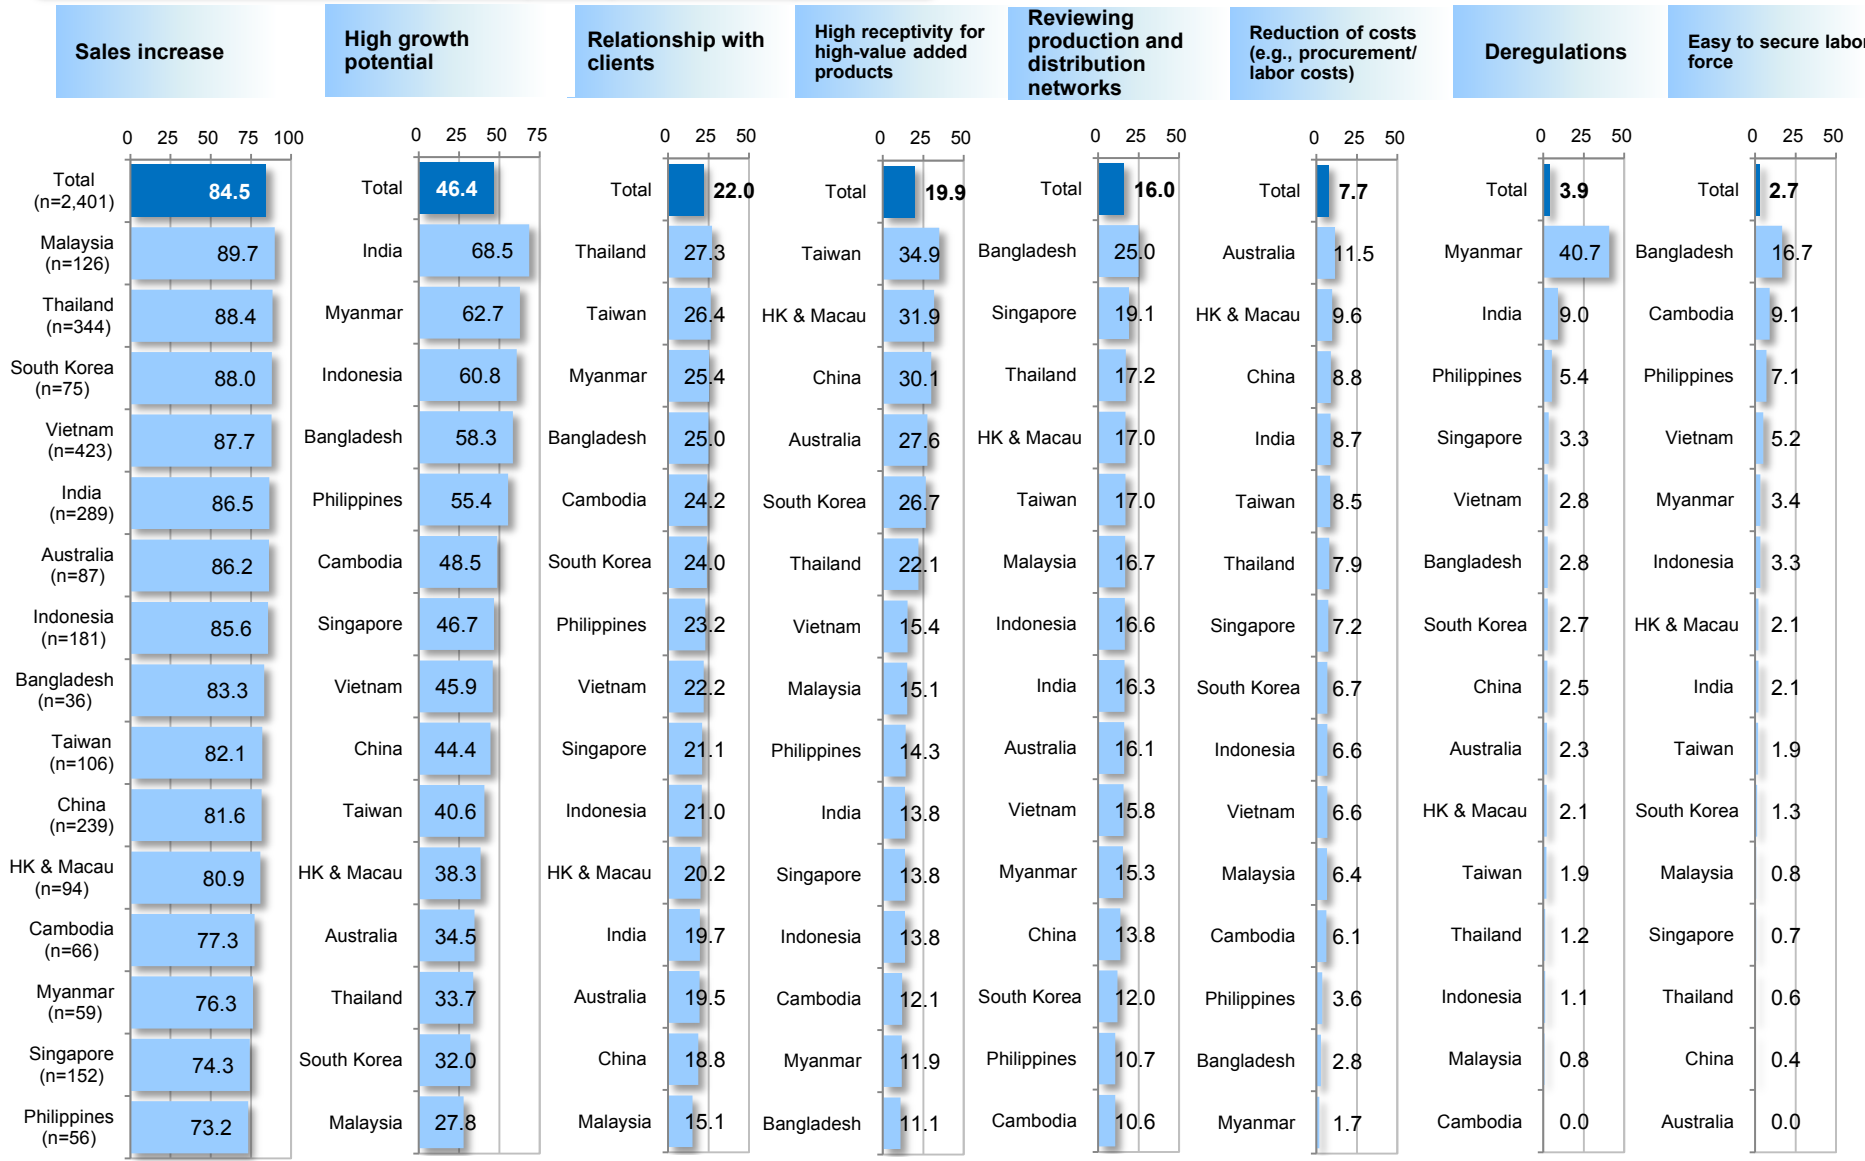 Sales increase
High growth
potential
Relationship with
clients
High receptivity for
high-value added
products
Reviewing
production and
distribution
networks
Reduction of costs
(e.g., procurement/
labor costs)
Deregulations
Easy to secure labor
force
0 25 50 75 100
Total
(n=2,401)
84.5
Malaysia
(n=126)
89.7
Thailand
(n=344)
88.4
South Korea
(n=75)
88.0
Vietnam
(n=423)
87.7
India
(n=289)
86.5
Australia
(n=87)
86.2
Indonesia
(n=181)
85.6
Bangladesh
(n=36)
83.3
Taiwan
(n=106)
82.1
China
(n=239)
81.6
HK & Macau
(n=94)
80.9
Cambodia
(n=66)
77.3
Myanmar
(n=59)
76.3
Singapore
(n=152)
74.3
Philippines
(n=56)
73.2
0 25 50 75
Total 46.4
India 68.5
Myanmar 62.7
Indonesia 60.8
Bangladesh 58.3
Philippines 55.4
Cambodia 48.5
Singapore 46.7
Vietnam 45.9
China 44.4
Taiwan 40.6
HK & Macau 38.3
Australia 34.5
Thailand 33.7
South Korea 32.0
Malaysia 27.8
0 25 50
Total 22.0
Thailand 27.3
Taiwan 26.4
Myanmar 25.4
Bangladesh 25.0
Cambodia 24.2
South Korea 24.0
Philippines 23.2
Vietnam 22.2
Singapore 21.1
Indonesia 21.0
HK & Macau 20.2
India 19.7
Australia 19.5
China 18.8
Malaysia 15.1
0 25 50
Total 19.9
Taiwan 34.9
HK & Macau 31.9
China 30.1
Australia 27.6
South Korea 26.7
Thailand 22.1
Vietnam 15.4
Malaysia 15.1
Philippines 14.3
India 13.8
Singapore 13.8
Indonesia 13.8
Cambodia 12.1
Myanmar 11.9
Bangladesh 11.1
0 25 50
Total 16.0
Bangladesh 25.0
Singapore 19.1
Thailand 17.2
HK & Macau 17.0
Taiwan 17.0
Malaysia 16.7
Indonesia 16.6
India 16.3
Australia 16.1
Vietnam 15.8
Myanmar 15.3
China 13.8
South Korea 12.0
Philippines 10.7
Cambodia 10.6
0 25 50
Total 7.7
Australia 11.5
HK & Macau 9.6
China 8.8
India 8.7
Taiwan 8.5
Thailand 7.9
Singapore 7.2
South Korea 6.7
Indonesia 6.6
Vietnam 6.6
Malaysia 6.4
Cambodia 6.1
Philippines 3.6
Bangladesh 2.8
Myanmar 1.7
0 25 50
Total 3.9
Myanmar 40.7
India 9.0
Philippines 5.4
Singapore 3.3
Vietnam 2.8
Bangladesh 2.8
South Korea 2.7
China 2.5
Australia 2.3
HK & Macau 2.1
Taiwan 1.9
Thailand 1.2
Indonesia 1.1
Malaysia 0.8
Cambodia 0.0
0 25 50
Total 2.7
Bangladesh 16.7
Cambodia 9.1
Philippines 7.1
Vietnam 5.2
Myanmar 3.4
Indonesia 3.3
HK & Macau 2.1
India 2.1
Taiwan 1.9
South Korea 1.3
Malaysia 0.8
Singapore 0.7
Thailand 0.6
China 0.4
Australia 0.0